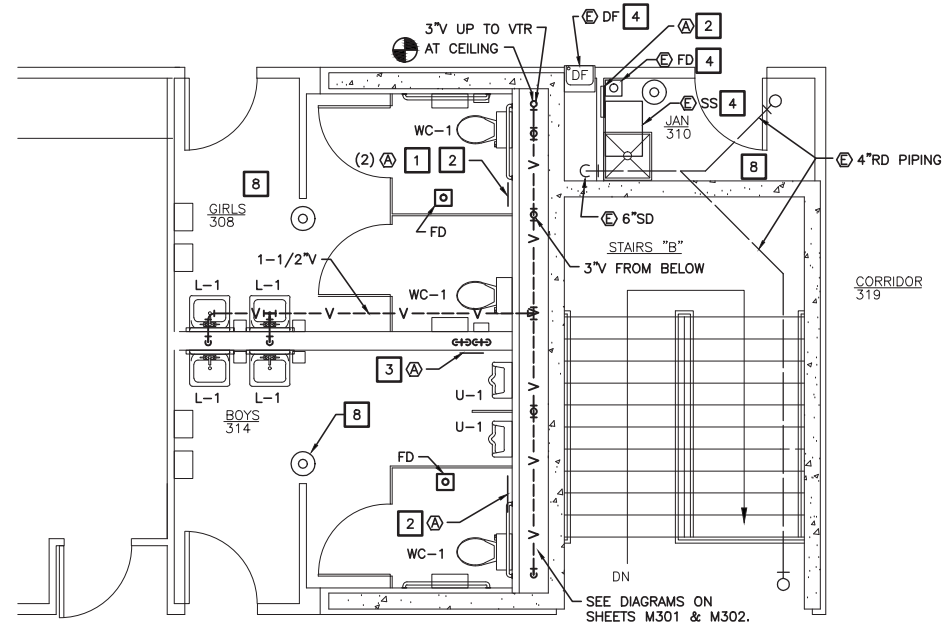 3"V UP TO VTR
AT CEILING
E DF 4
A 2
E FD 4
DF
E SS 4
JAN
310
WC-1
(2) A 1 2
8
8
E 4"RD PIPING
GIRLS
308
FD
E 6"SD
V
V
STAIRS "B"
3"V FROM BELOW
1-1/2"V
CORRIDOR
319
WC-1
L-1
L-1
V
V
V
V
3 A
L-1
L-1
V
U-1
BOYS
314
8
U-1
FD
V
2 A
V
WC-1
DN
SEE DIAGRAMS ON
SHEETS M301 & M302.